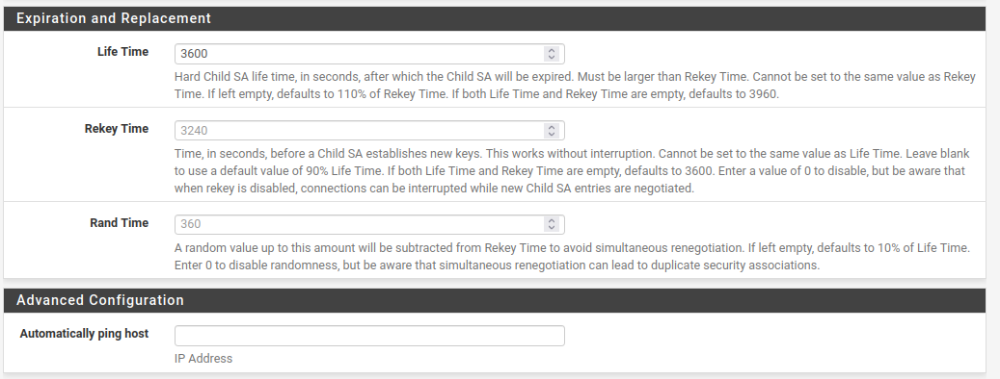 Expiration and Replacement
Life Time
3600
Hard Child SA life time, in seconds, after which the Child SA will be expired. Must be larger than Rekey Time. Cannot be set to the same value as Rekey
Time. If left empty, defaults to 110% of Rekey Time. If both Life Time and Rekey Time are empty, defaults to 3960.
Rekey Time
3240
Time, in seconds, before a Child SA establishes new keys. This works without interruption. Cannot be set to the same value as Life Time. Leave blank
to use a default value of 90% Life Time. If both Life Time and Rekey Time are empty, defaults to 3600. Enter a value of 0 to disable, but be aware that
when rekey is disabled, connections can be interrupted while new Child SA entries are negotiated.
Rand Time
360
A random value up to this amount will be subtracted from Rekey Time to avoid simultaneous renegotiation. If left empty, defaults to 10% of Life Time.
Enter 0 to disable randomness, but be aware that simultaneous renegotiation can lead to duplicate security associations.
Advanced Configuration
Automatically ping host
IP Address